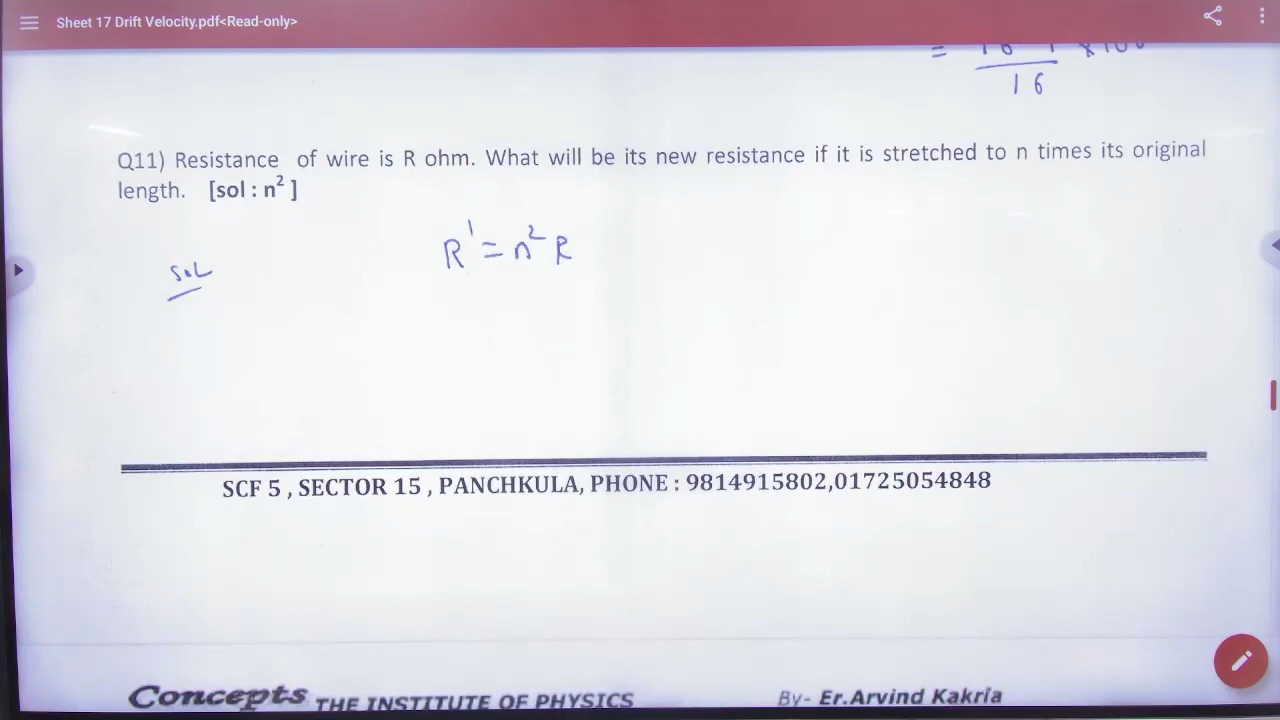 Sheet 17 Drift Velocity.pdf<Read-only>
=
16
Q11) Resistance of wire is R ohm. What will be its new resistance if it is stretched to n times its original
length. [sol : n²]
R' = n² R
SOL
SCF 5 , SECTOR 15 , PANCHKULA, PHONE : 9814915802,01725054848
Concepts THE INSTITUTE OF PHYSICS By- Er.Arvind Kakria